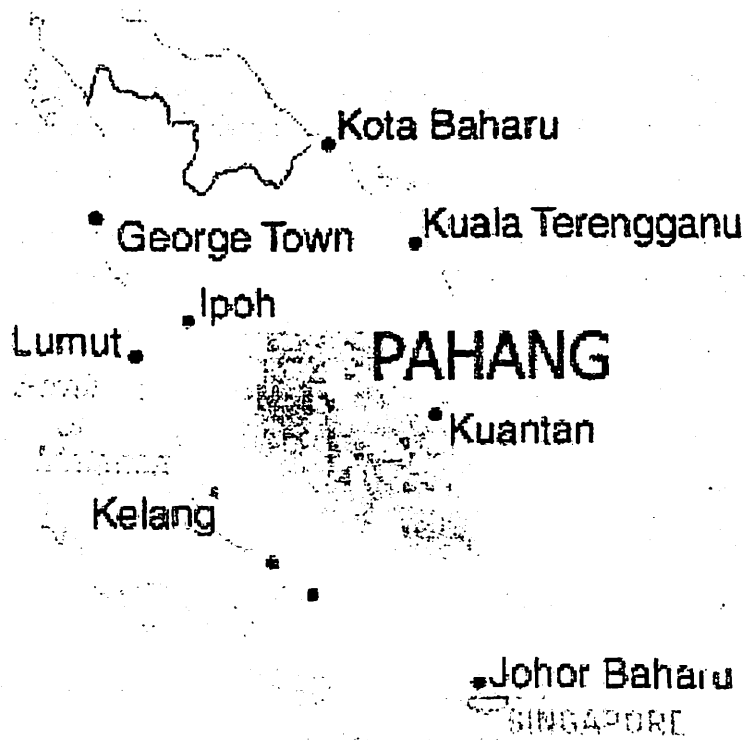 Kota Baharu
George Town
Kuala Terengganu
Ipoh
Lumut
PAHANG
Kuantan
Kelang
Johor Baharu
SINGAPORE